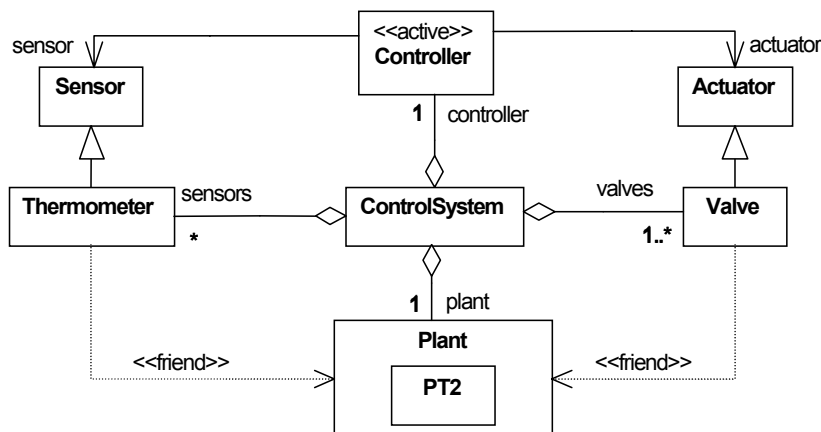 <<active>>
Controller
sensor
actuator
Sensor
Actuator
1
controller
Thermometer
sensors
*
ControlSystem
valves
1..*
Valve
1
plant
Plant
<<friend>>
<<friend>>
PT2